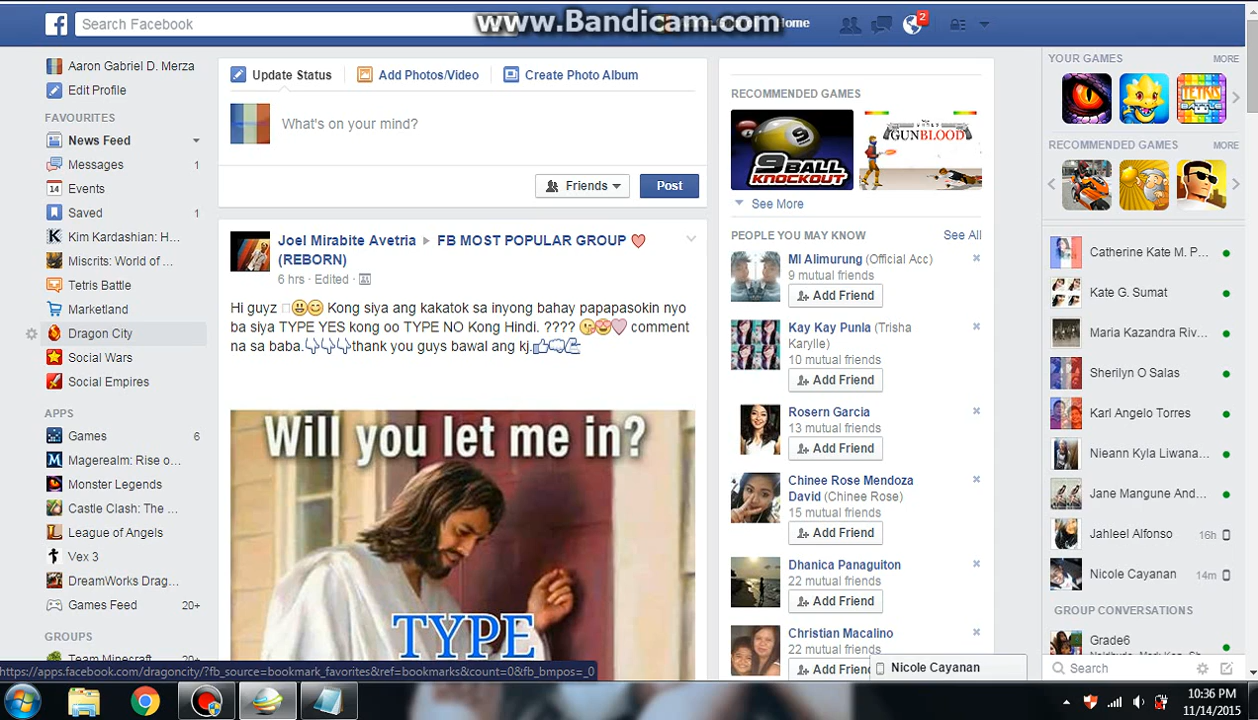 www.Bandicam.com
Search Facebook
Home
2
Aaron Gabriel D. Merza
Edit Profile
FAVOURITES
News Feed
Messages 1
14 Events
Saved 1
Kim Kardashian: H...
Miscrits: World of ...
Tetris Battle
Marketland
Dragon City
Social Wars
Social Empires
APPS
Games 6
Magerealm: Rise o...
Monster Legends
Castle Clash: The ...
League of Angels
Vex 3
DreamWorks Drag...
Games Feed 20+
GROUPS
Team Minecraft 20+
Update Status
Add Photos/Video
Create Photo Album
What's on your mind?
Friends
Post
Joel Mirabite Avetria ▸ FB MOST POPULAR GROUP ❤
(REBORN)
6 hrs · Edited ·
Hi guyz □😃😊 Kong siya ang kakatok sa inyong bahay papapasokin nyo
ba siya TYPE YES kong oo TYPE NO Kong Hindi. ???? 😘😍❤ comment
na sa baba.👇👇👇thank you guys bawal ang kj.👍👊💪
Will you let me in?
TYPE
RECOMMENDED GAMES
9 BALL
KNOCKOUT
GUNBLOOD
See More
PEOPLE YOU MAY KNOW See All
Ml Alimurung (Official Acc)
9 mutual friends
Add Friend
Kay Kay Punla (Trisha
Karylle)
10 mutual friends
Add Friend
Rosern Garcia
13 mutual friends
Add Friend
Chinee Rose Mendoza
David (Chinee Rose)
15 mutual friends
Add Friend
Dhanica Panaguiton
22 mutual friends
Add Friend
Christian Macalino
22 mutual friends
Add Friend
Nicole Cayanan
YOUR GAMES MORE
TETRIS
RECOMMENDED GAMES MORE
Catherine Kate M. P...
Kate G. Sumat
Maria Kazandra Riv...
Sherilyn O Salas
Karl Angelo Torres
Nieann Kyla Liwana...
Jane Mangune And...
Jahleel Alfonso 16h
Nicole Cayanan 14m
GROUP CONVERSATIONS
Grade6
Search
https://apps.facebook.com/dragoncity/?fb_source=bookmark_favorites&ref=bookmarks&count=0&fb_bmpos=_0
10:36 PM
11/14/2015